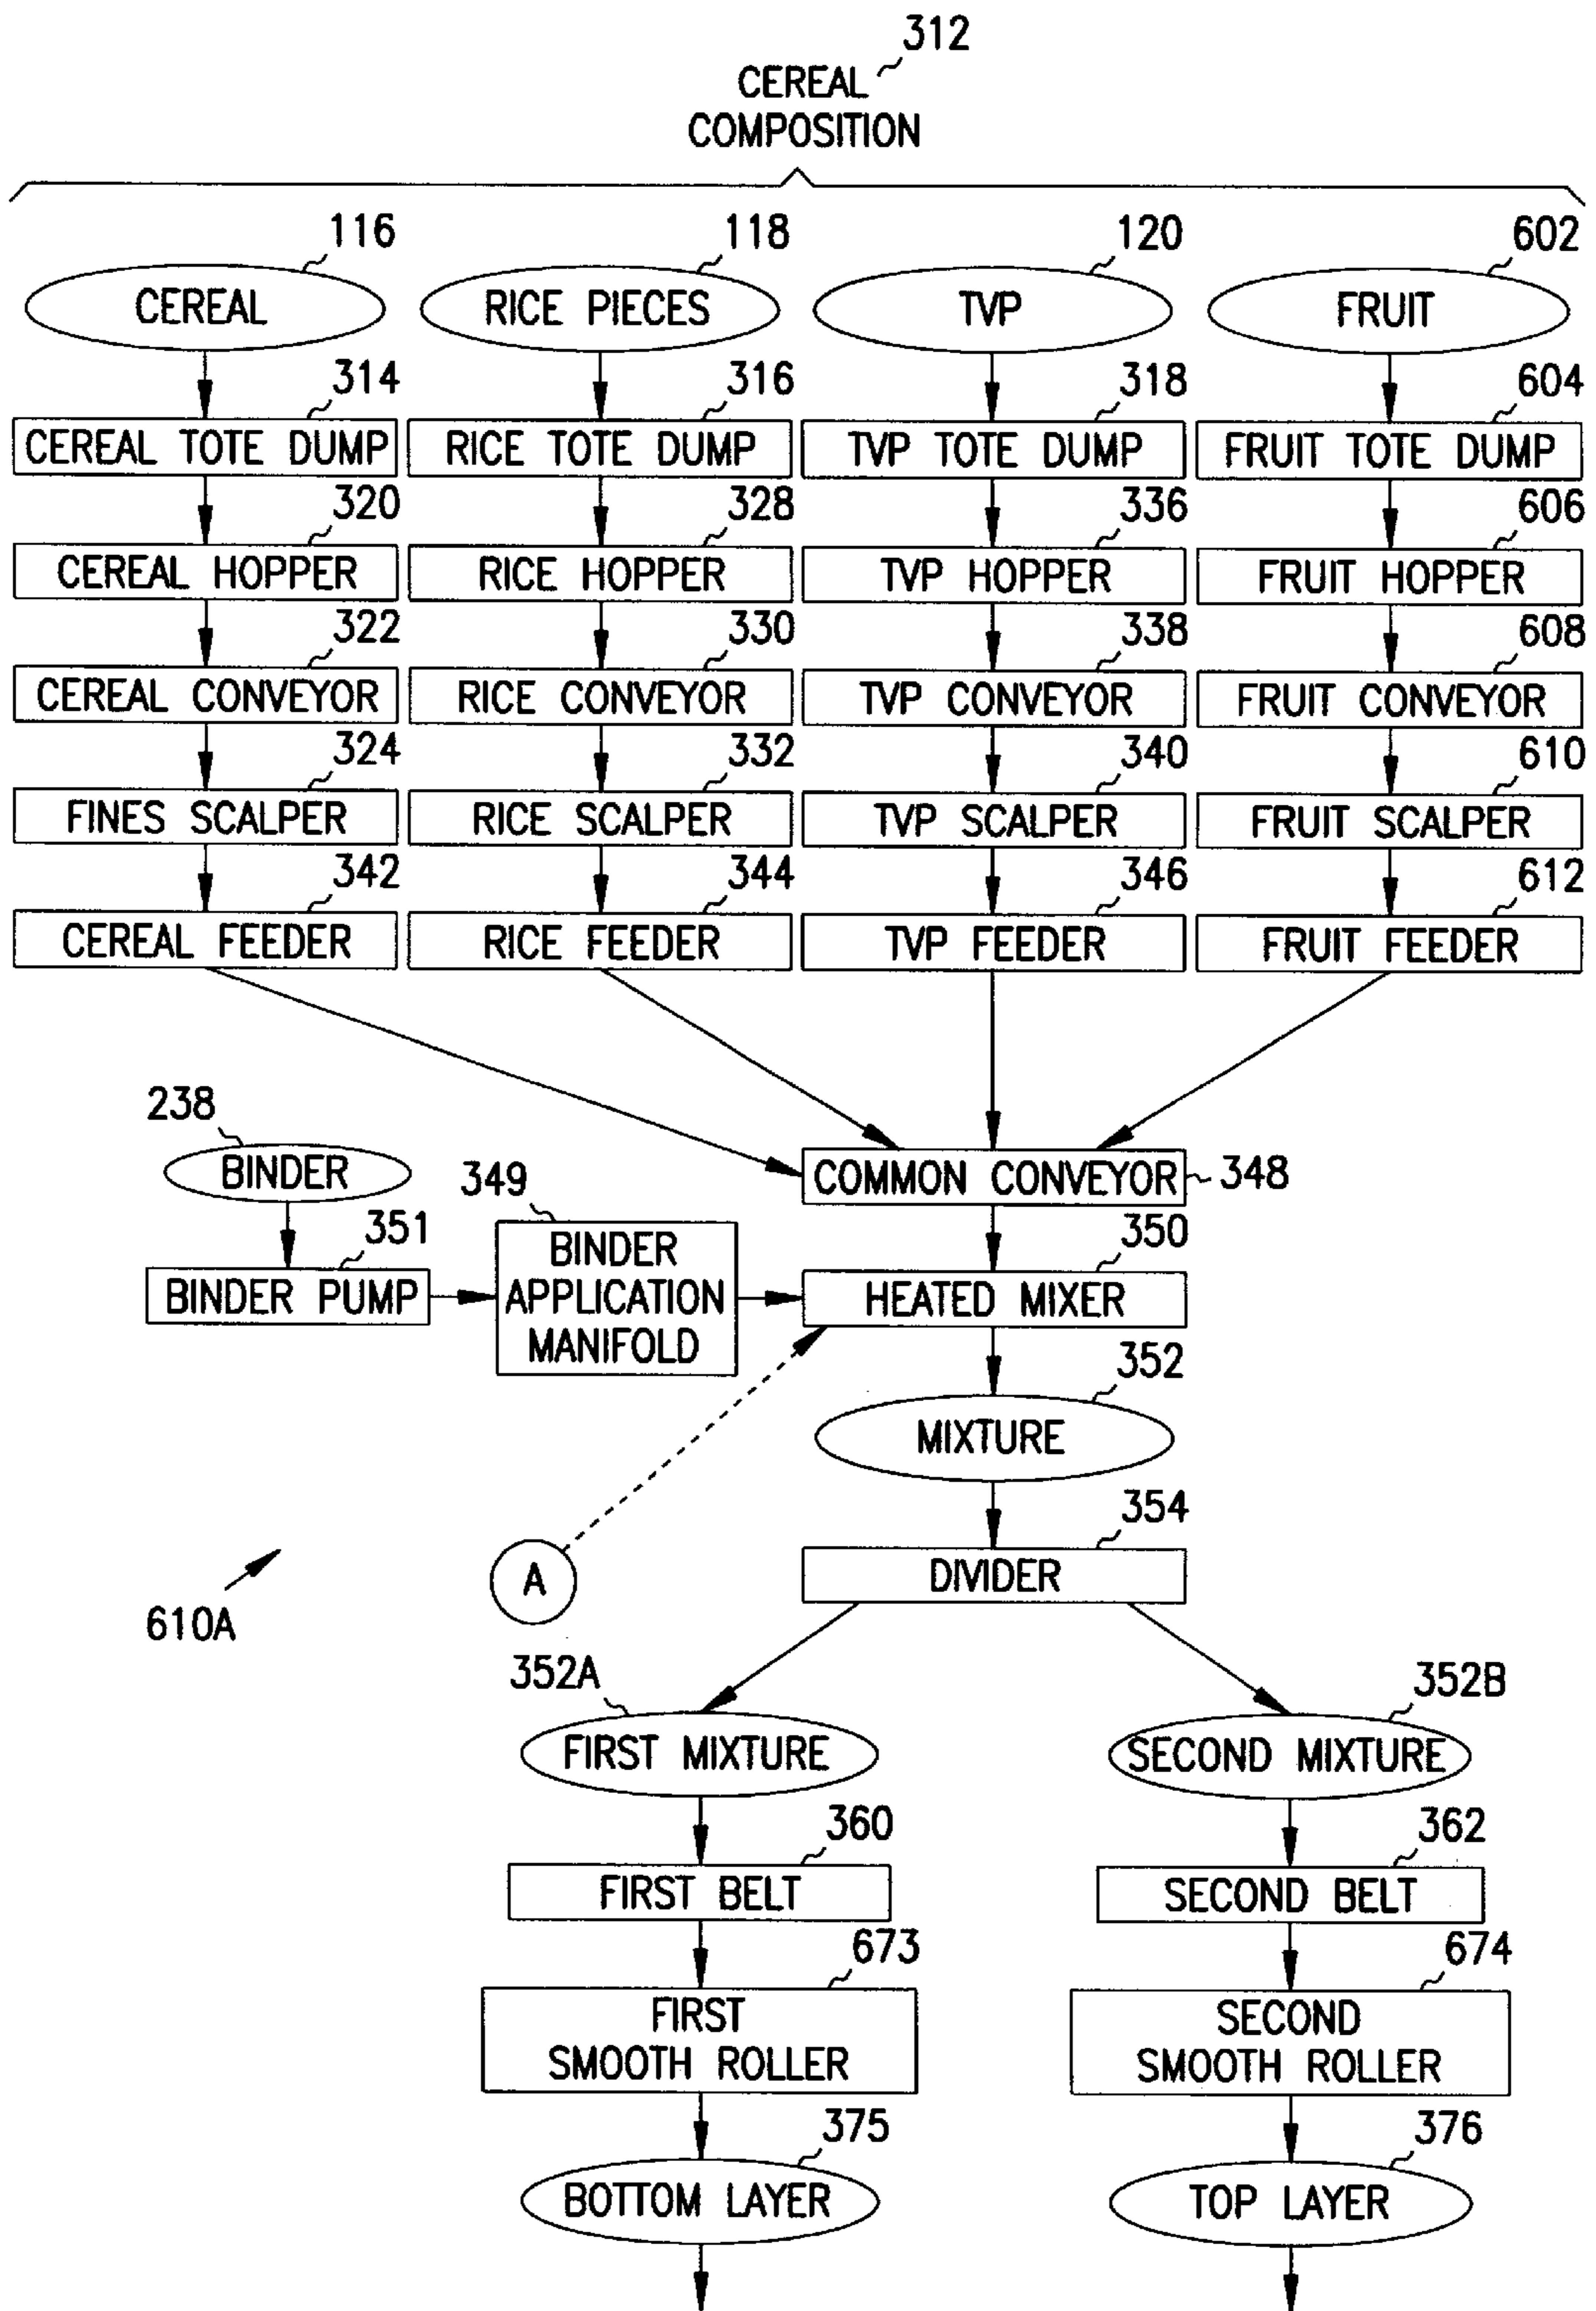 312
CEREAL
COMPOSITION
116 118 120 602
CEREAL RICE PIECES TVP FRUIT
314 316 318 604
CEREAL TOTE DUMP RICE TOTE DUMP TVP TOTE DUMP FRUIT TOTE DUMP
320 328 336 606
CEREAL HOPPER RICE HOPPER TVP HOPPER FRUIT HOPPER
322 330 338 608
CEREAL CONVEYOR RICE CONVEYOR TVP CONVEYOR FRUIT CONVEYOR
324 332 340 610
FINES SCALPER RICE SCALPER TVP SCALPER FRUIT SCALPER
342 344 346 612
CEREAL FEEDER RICE FEEDER TVP FEEDER FRUIT FEEDER
238
BINDER
349
COMMON CONVEYOR 348
351
BINDER PUMP
BINDER
APPLICATION
MANIFOLD
350
HEATED MIXER
352
MIXTURE
354
DIVIDER
A
610A
352A 352B
FIRST MIXTURE SECOND MIXTURE
360 362
FIRST BELT SECOND BELT
673 674
FIRST
SMOOTH ROLLER
SECOND
SMOOTH ROLLER
375 376
BOTTOM LAYER TOP LAYER